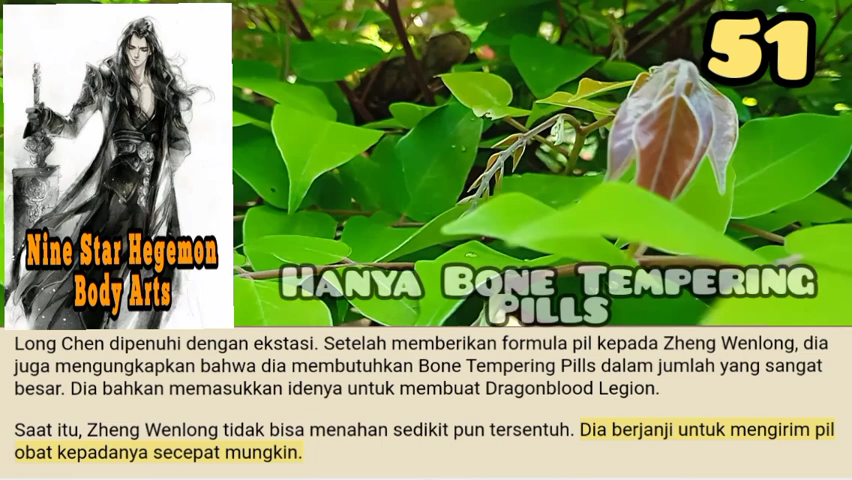 51
Nine Star Hegemon
Body Arts
Hanya Bone Tempering
Pills
Long Chen dipenuhi dengan ekstasi. Setelah memberikan formula pil kepada Zheng Wenlong, dia
juga mengungkapkan bahwa dia membutuhkan Bone Tempering Pills dalam jumlah yang sangat
besar. Dia bahkan memasukkan idenya untuk membuat Dragonblood Legion.
Saat itu, Zheng Wenlong tidak bisa menahan sedikit pun tersentuh. Dia berjanji untuk mengirim pil
obat kepadanya secepat mungkin.